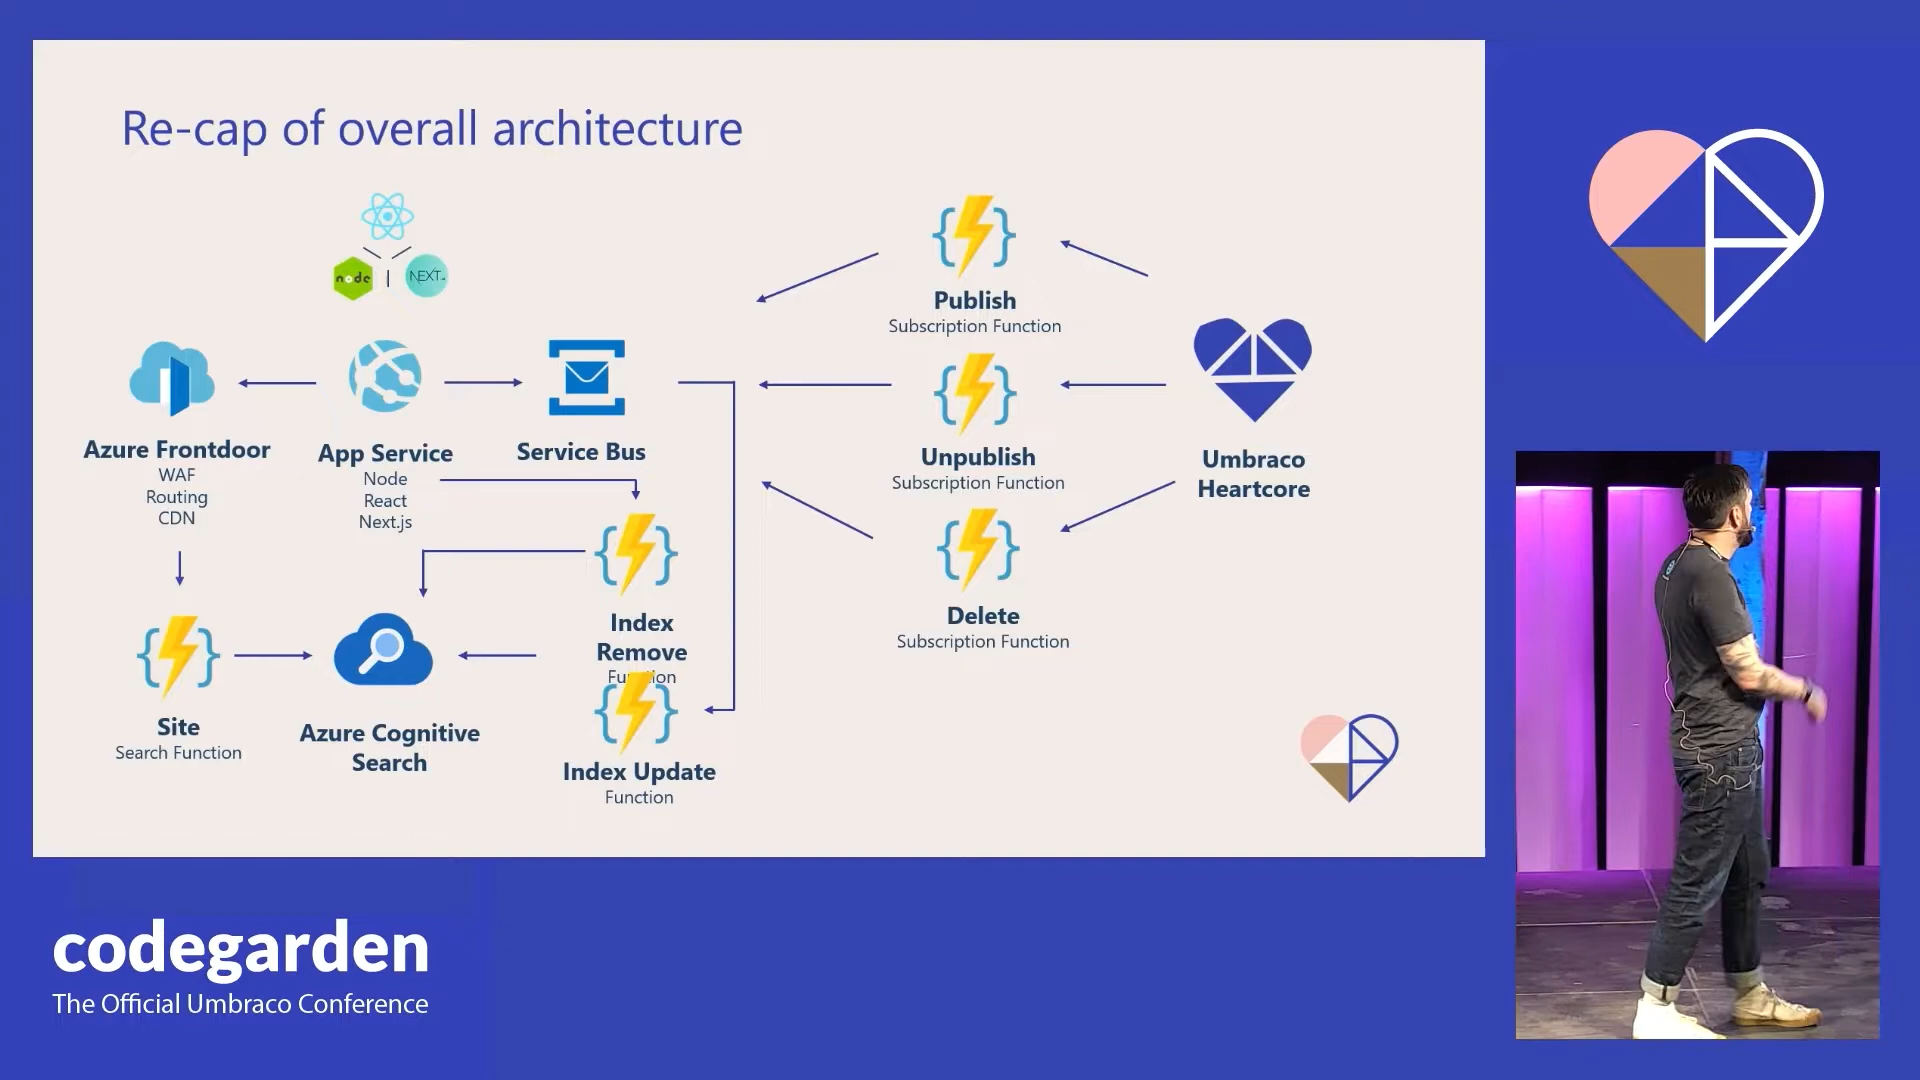 Re-cap of overall architecture
node
NEXT
Publish
Subscription Function
Azure Frontdoor
WAF
Routing
CDN
App Service
Node
React
Next.js
Service Bus
Unpublish
Subscription Function
Umbraco
Heartcore
Index
Remove
Function
Delete
Subscription Function
Site
Search Function
Azure Cognitive
Search
Index Update
Function
codegarden
The Official Umbraco Conference